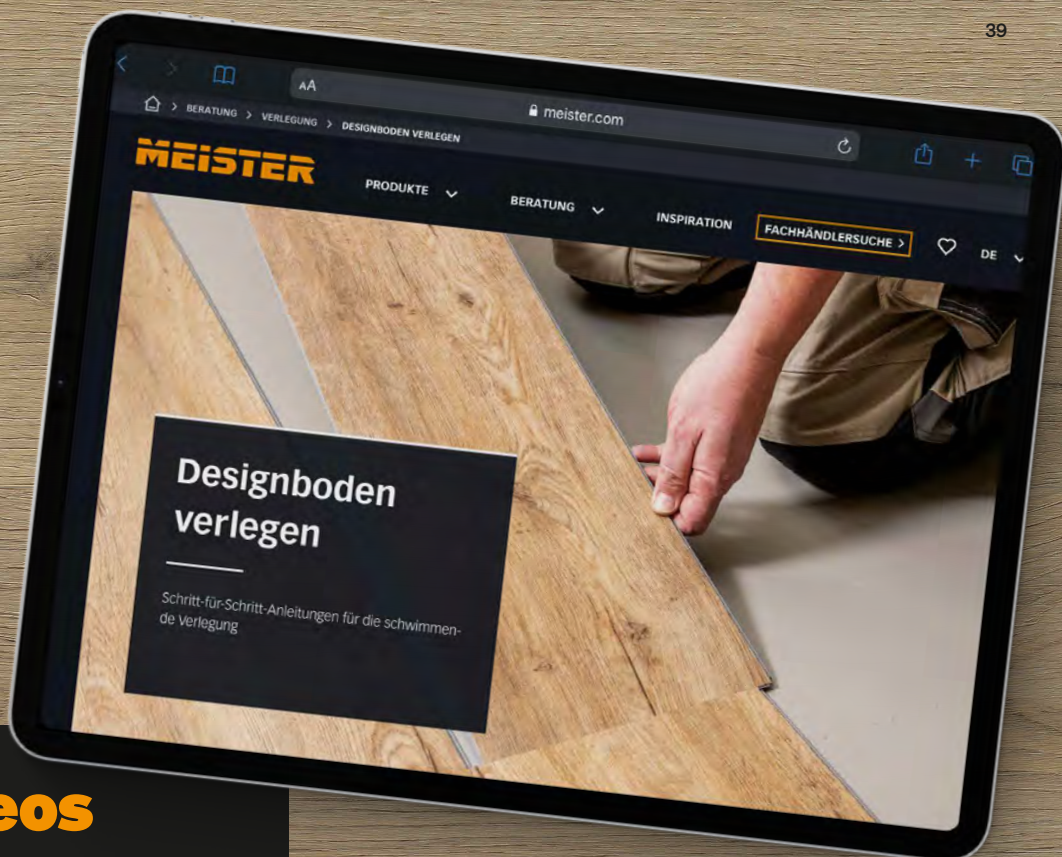 39
AA
meister.com
> BERATUNG > VERLEGUNG > DESIGNBODEN VERLEGEN
MEiSTER
PRODUKTE
BERATUNG
INSPIRATION
FACHHÄNDLERSUCHE >
DE
Designboden
verlegen
Schritt-für-Schritt-Anleitungen für die schwimmen-
de Verlegung
eos